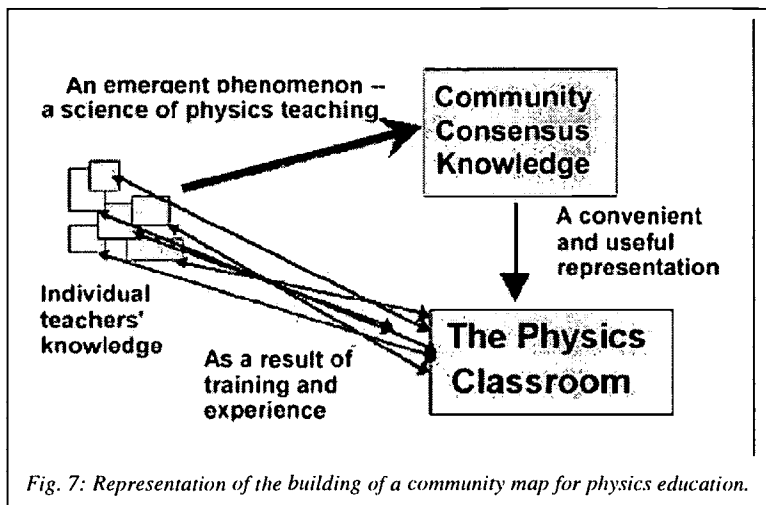 An emergent phenomenon --
a science of physics teaching
Community
Consensus
Knowledge
A convenient
and useful
representation
Individual
teachers'
knowledge
The Physics
Classroom
As a result of
training and
experience
Fig. 7: Representation of the building of a community map for physics education.